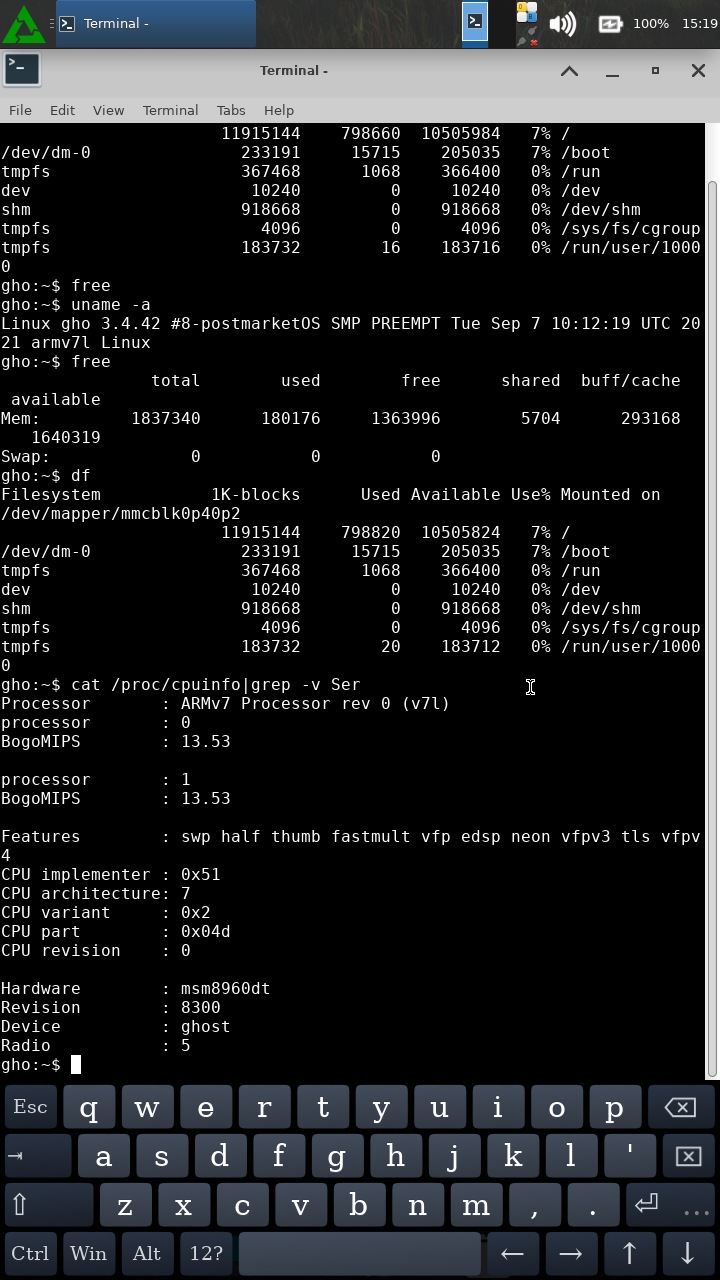 Terminal -
100%
15:19
Terminal -
File Edit View Terminal Tabs Help
11915144 798660 10505984 7% /
/dev/dm-0 233191 15715 205035 7% /boot
tmpfs 367468 1068 366400 0% /run
dev 10240 0 10240 0% /dev
shm 918668 0 918668 0% /dev/shm
tmpfs 4096 0 4096 0% /sys/fs/cgroup
tmpfs 183732 16 183716 0% /run/user/1000
0
gho:~$ free
gho:~$ uname -a
Linux gho 3.4.42 #8-postmarketOS SMP PREEMPT Tue Sep 7 10:12:19 UTC 20
21 armv7l Linux
gho:~$ free
total used free shared buff/cache
available
Mem: 1837340 180176 1363996 5704 293168
1640319
Swap: 0 0 0
gho:~$ df
Filesystem 1K-blocks Used Available Use% Mounted on
/dev/mapper/mmcblk0p40p2
11915144 798820 10505824 7% /
/dev/dm-0 233191 15715 205035 7% /boot
tmpfs 367468 1068 366400 0% /run
dev 10240 0 10240 0% /dev
shm 918668 0 918668 0% /dev/shm
tmpfs 4096 0 4096 0% /sys/fs/cgroup
tmpfs 183732 20 183712 0% /run/user/1000
0
gho:~$ cat /proc/cpuinfo|grep -v Ser
Processor : ARMv7 Processor rev 0 (v7l)
processor : 0
BogoMIPS : 13.53
processor : 1
BogoMIPS : 13.53
Features : swp half thumb fastmult vfp edsp neon vfpv3 tls vfpv
4
CPU implementer : 0x51
CPU architecture: 7
CPU variant : 0x2
CPU part : 0x04d
CPU revision : 0
Hardware : msm8960dt
Revision : 8300
Device : ghost
Radio : 5
gho:~$
Esc q w e r t y u i o p
a s d f g h j k l '
z x c v b n m , . ...
Ctrl Win Alt 12? ← → ↑ ↓